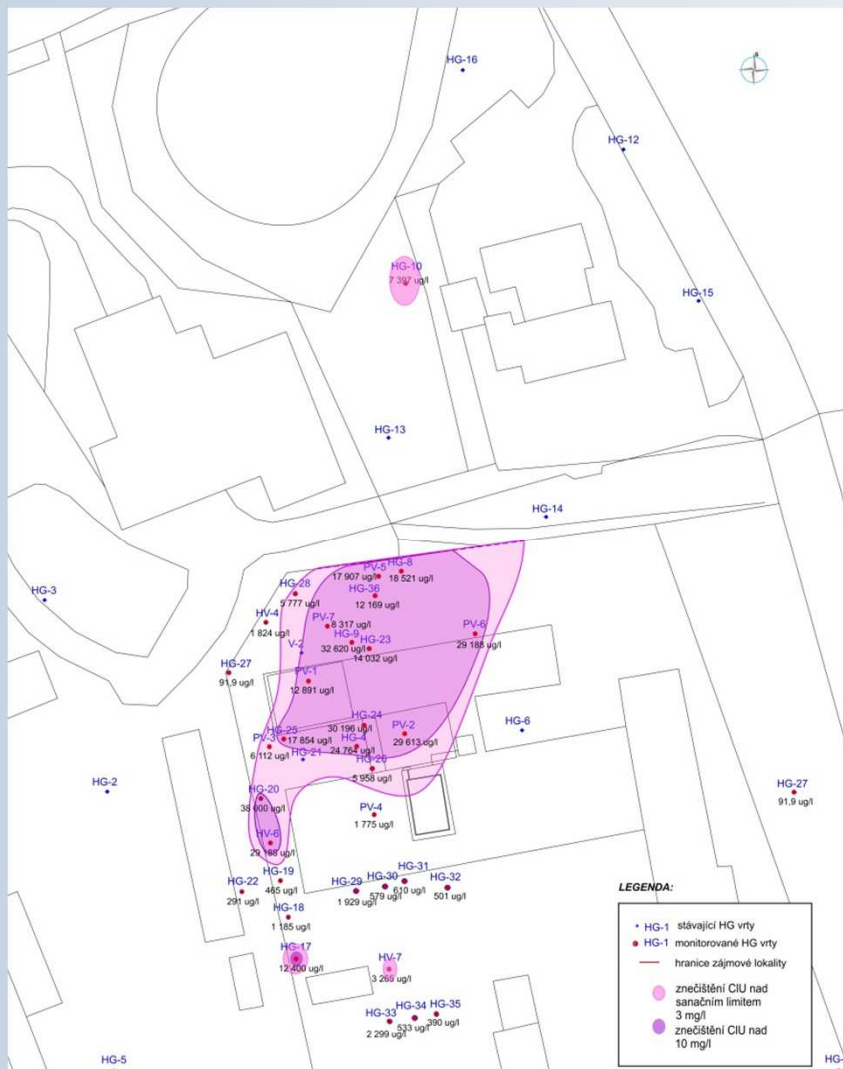 S
HG-16
HG-12
HG-10
7 397 ug/l
HG-15
HG-13
HG-14
HG-8
18 521 ug/l
PV-5
17 907 ug/l
HG-28
5 777 ug/l
HG-36
12 169 ug/l
HG-3
HV-4
1 824 ug/l
PV-7
8 317 ug/l
PV-6
29 188 ug/l
HG-9
32 620 ug/l
HG-23
14 032 ug/l
V-2
HG-27
91,9 ug/l
PV-1
12 891 ug/l
HG-24
30 196 ug/l
PV-2
29 613 ug/l
HG-6
HG-25
17 854 ug/l
PV-3
6 112 ug/l
HG-4
24 764 ug/l
HG-21
HG-26
5 958 ug/l
HG-2
HG-27
91,9 ug/l
HG-20
38 000 ug/l
PV-4
1 775 ug/l
HV-6
29 188 ug/l
HG-19
465 ug/l
HG-22
291 ug/l
HG-29
1 929 ug/l
HG-30
579 ug/l
HG-31
610 ug/l
HG-32
501 ug/l
HG-18
1 185 ug/l
HG-17
12 400 ug/l
HV-7
3 269 ug/l
HG-33
2 299 ug/l
HG-34
533 ug/l
HG-35
390 ug/l
HG-5
LEGENDA:
HG-1 stávající HG vrty
HG-1 monitorované HG vrty
hranice zájmové lokality
znečištění ClU nad
sanačním limitem
3 mg/l
znečištění ClU nad
10 mg/l
HG-